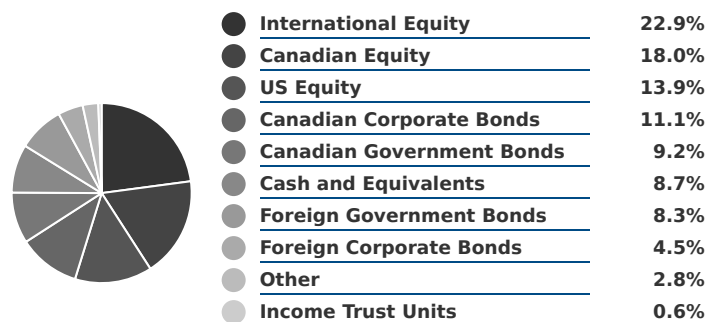 International Equity 22.9%
Canadian Equity 18.0%
US Equity 13.9%
Canadian Corporate Bonds 11.1%
Canadian Government Bonds 9.2%
Cash and Equivalents 8.7%
Foreign Government Bonds 8.3%
Foreign Corporate Bonds 4.5%
Other 2.8%
Income Trust Units 0.6%